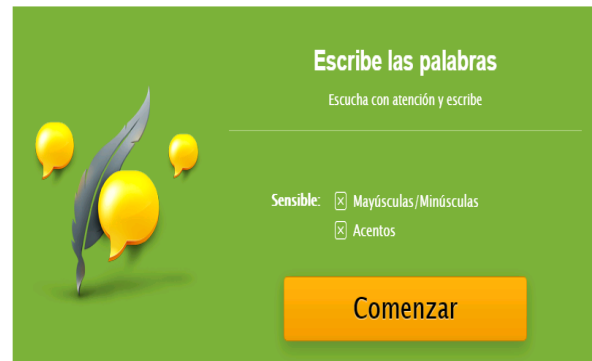 Escribe las palabras
Escucha con atención y escribe
Sensible: Mayúsculas/Minúsculas
Acentos
Comenzar